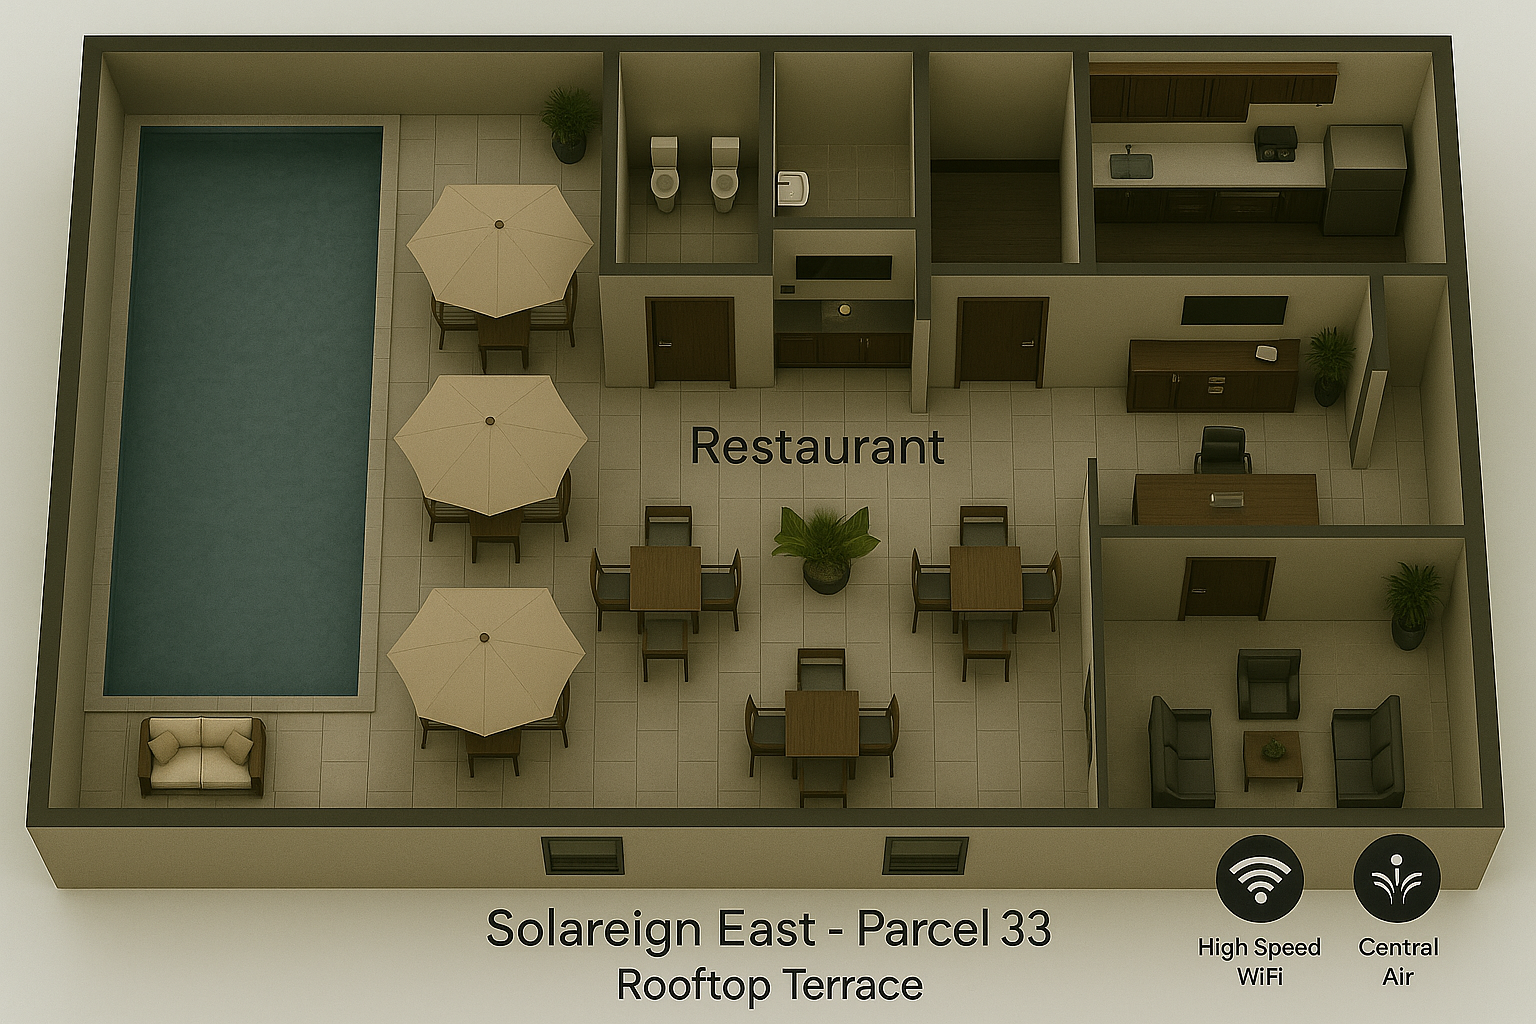 Restaurant
Solareign East - Parcel 33
Rooftop Terrace
High Speed
WiFi
Central
Air